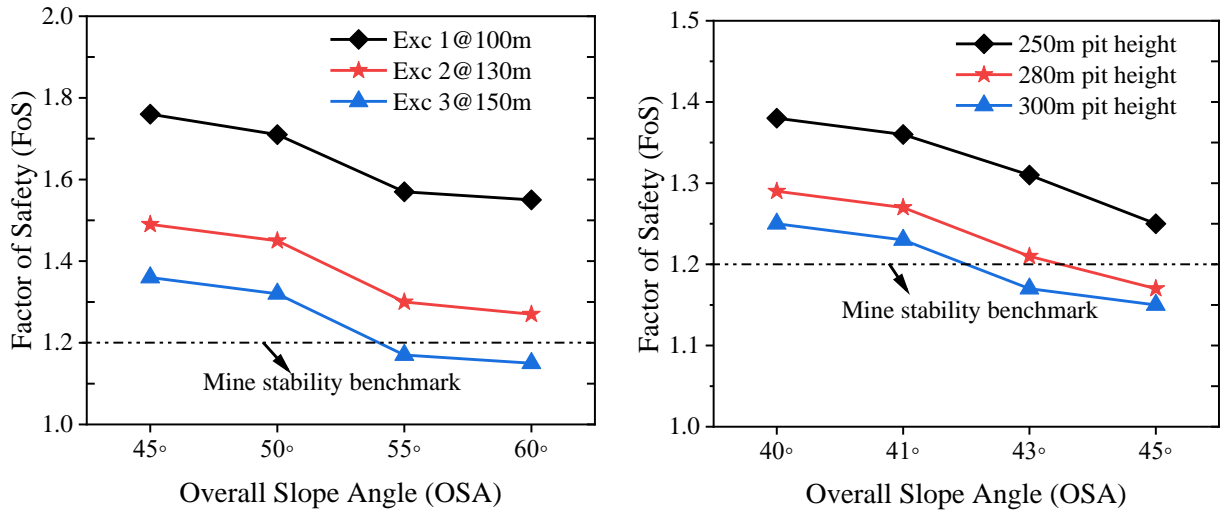 2.0
1.8
1.6
1.4
1.2
1.0
Factor of Safety (FoS)
Exc 1@100m
Exc 2@130m
Exc 3@150m
Mine stability benchmark
45°
50°
55°
60°
Overall Slope Angle (OSA)
1.5
1.4
1.3
1.2
1.1
1.0
Factor of Safety (FoS)
250m pit height
280m pit height
300m pit height
Mine stability benchmark
40°
41°
43°
45°
Overall Slope Angle (OSA)